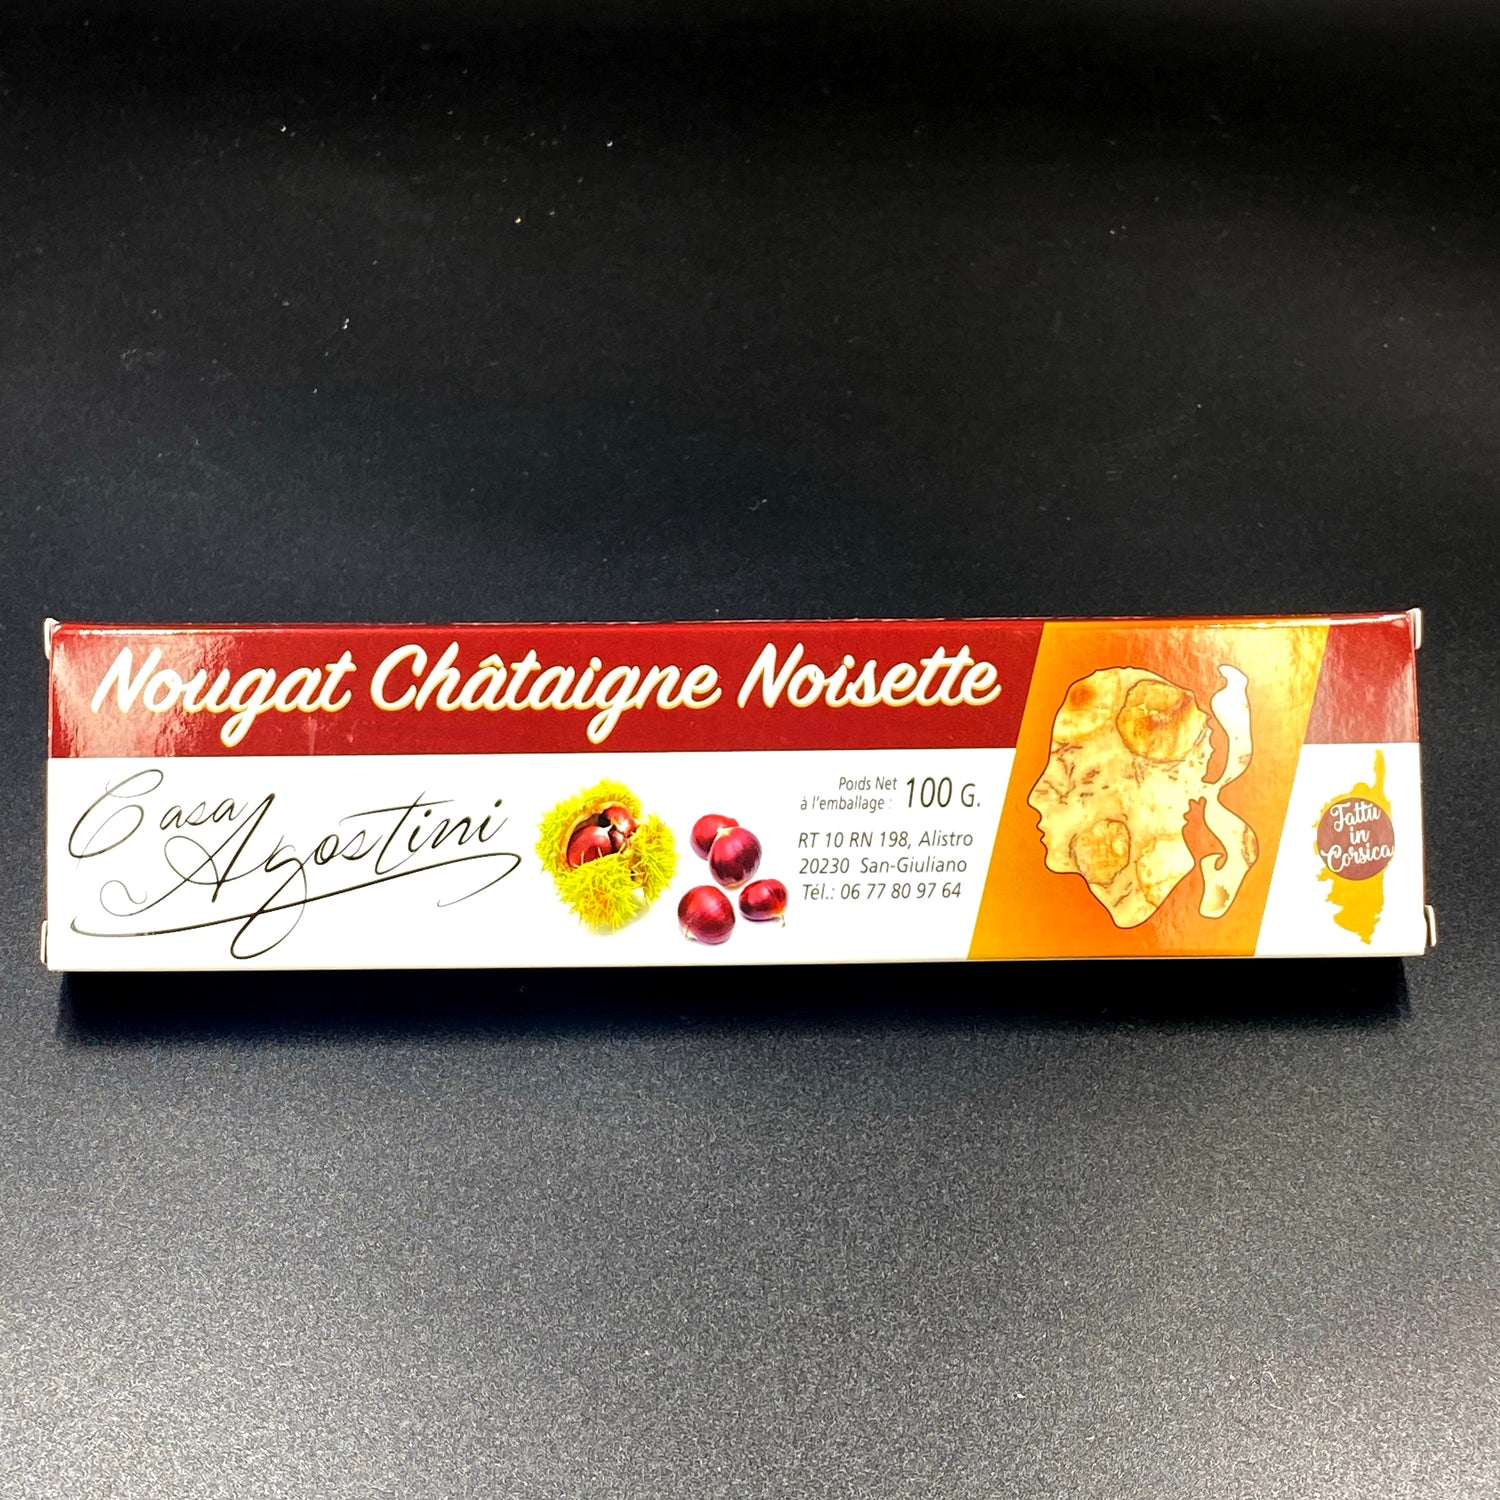 Nougat Châtaigne Noisette
Casa
Agostini
Poids Net
à l'emballage : 100 G.
RT 10 RN 198, Alistro
20230 San-Giuliano
Tél.: 06 77 80 97 64
Fattu
in
Corsica